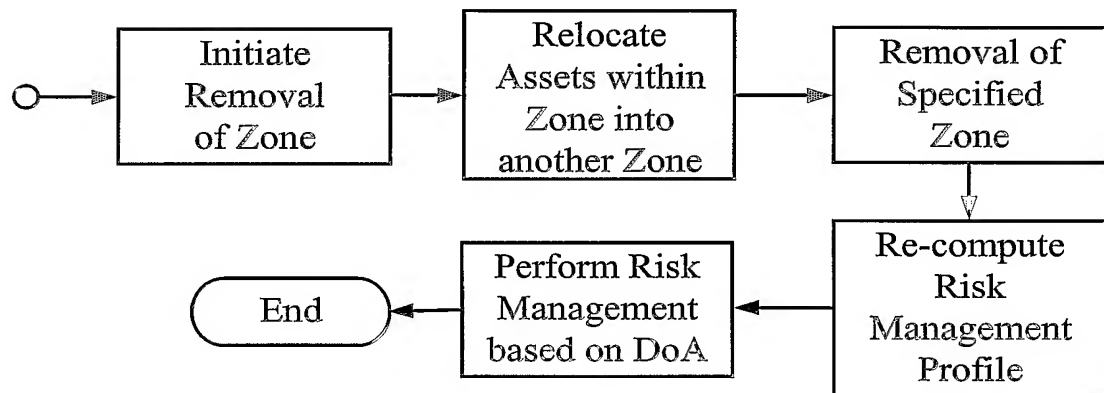 Initiate
Removal
of Zone
Relocate
Assets within
Zone into
another Zone
Removal of
Specified
Zone
Re-compute
Risk
Management
Profile
Perform Risk
Management
based on DoA
End